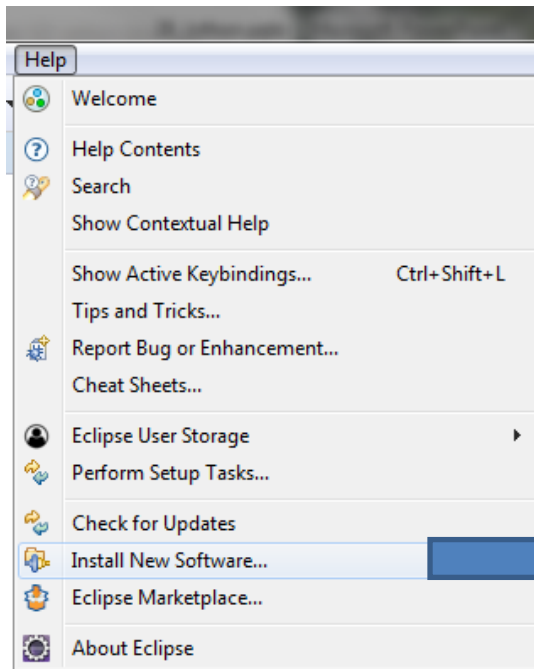 Help
Welcome
Help Contents
Search
Show Contextual Help
Show Active Keybindings... Ctrl+Shift+L
Tips and Tricks...
Report Bug or Enhancement...
Cheat Sheets...
Eclipse User Storage
Perform Setup Tasks...
Check for Updates
Install New Software...
Eclipse Marketplace...
About Eclipse